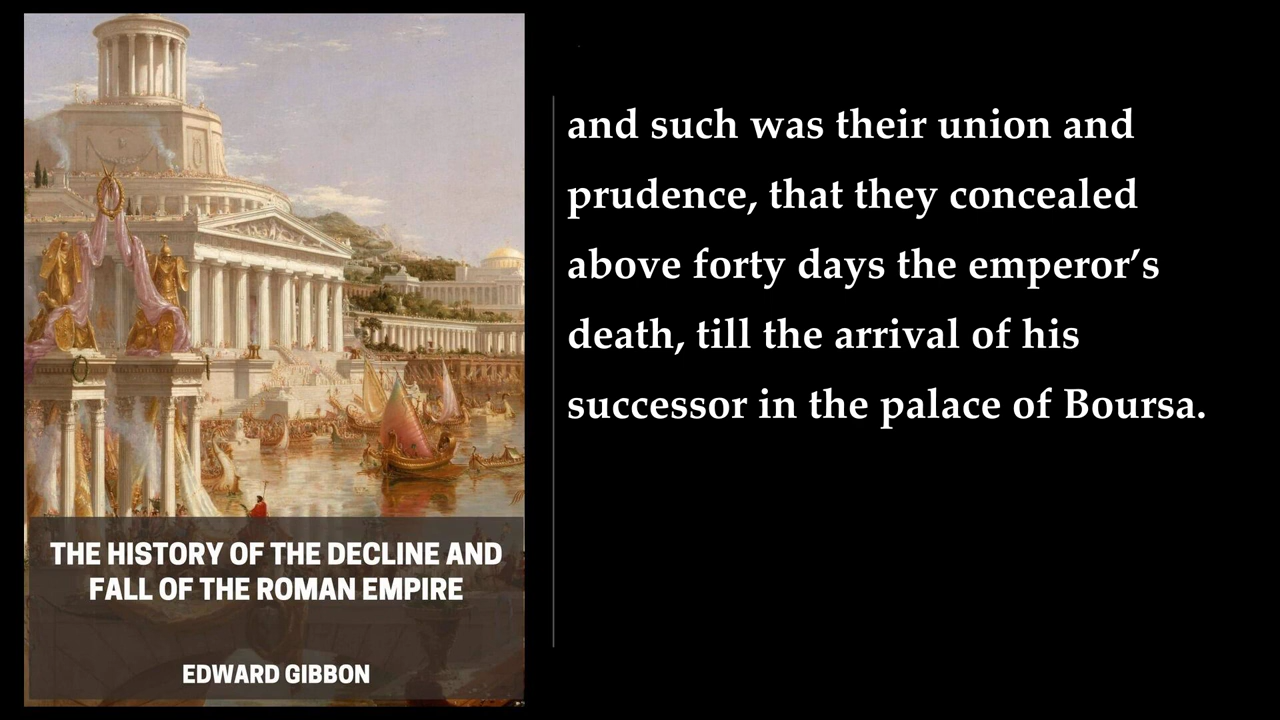 THE HISTORY OF THE DECLINE AND
FALL OF THE ROMAN EMPIRE
EDWARD GIBBON
and such was their union and
prudence, that they concealed
above forty days the emperor’s
death, till the arrival of his
successor in the palace of Boursa.